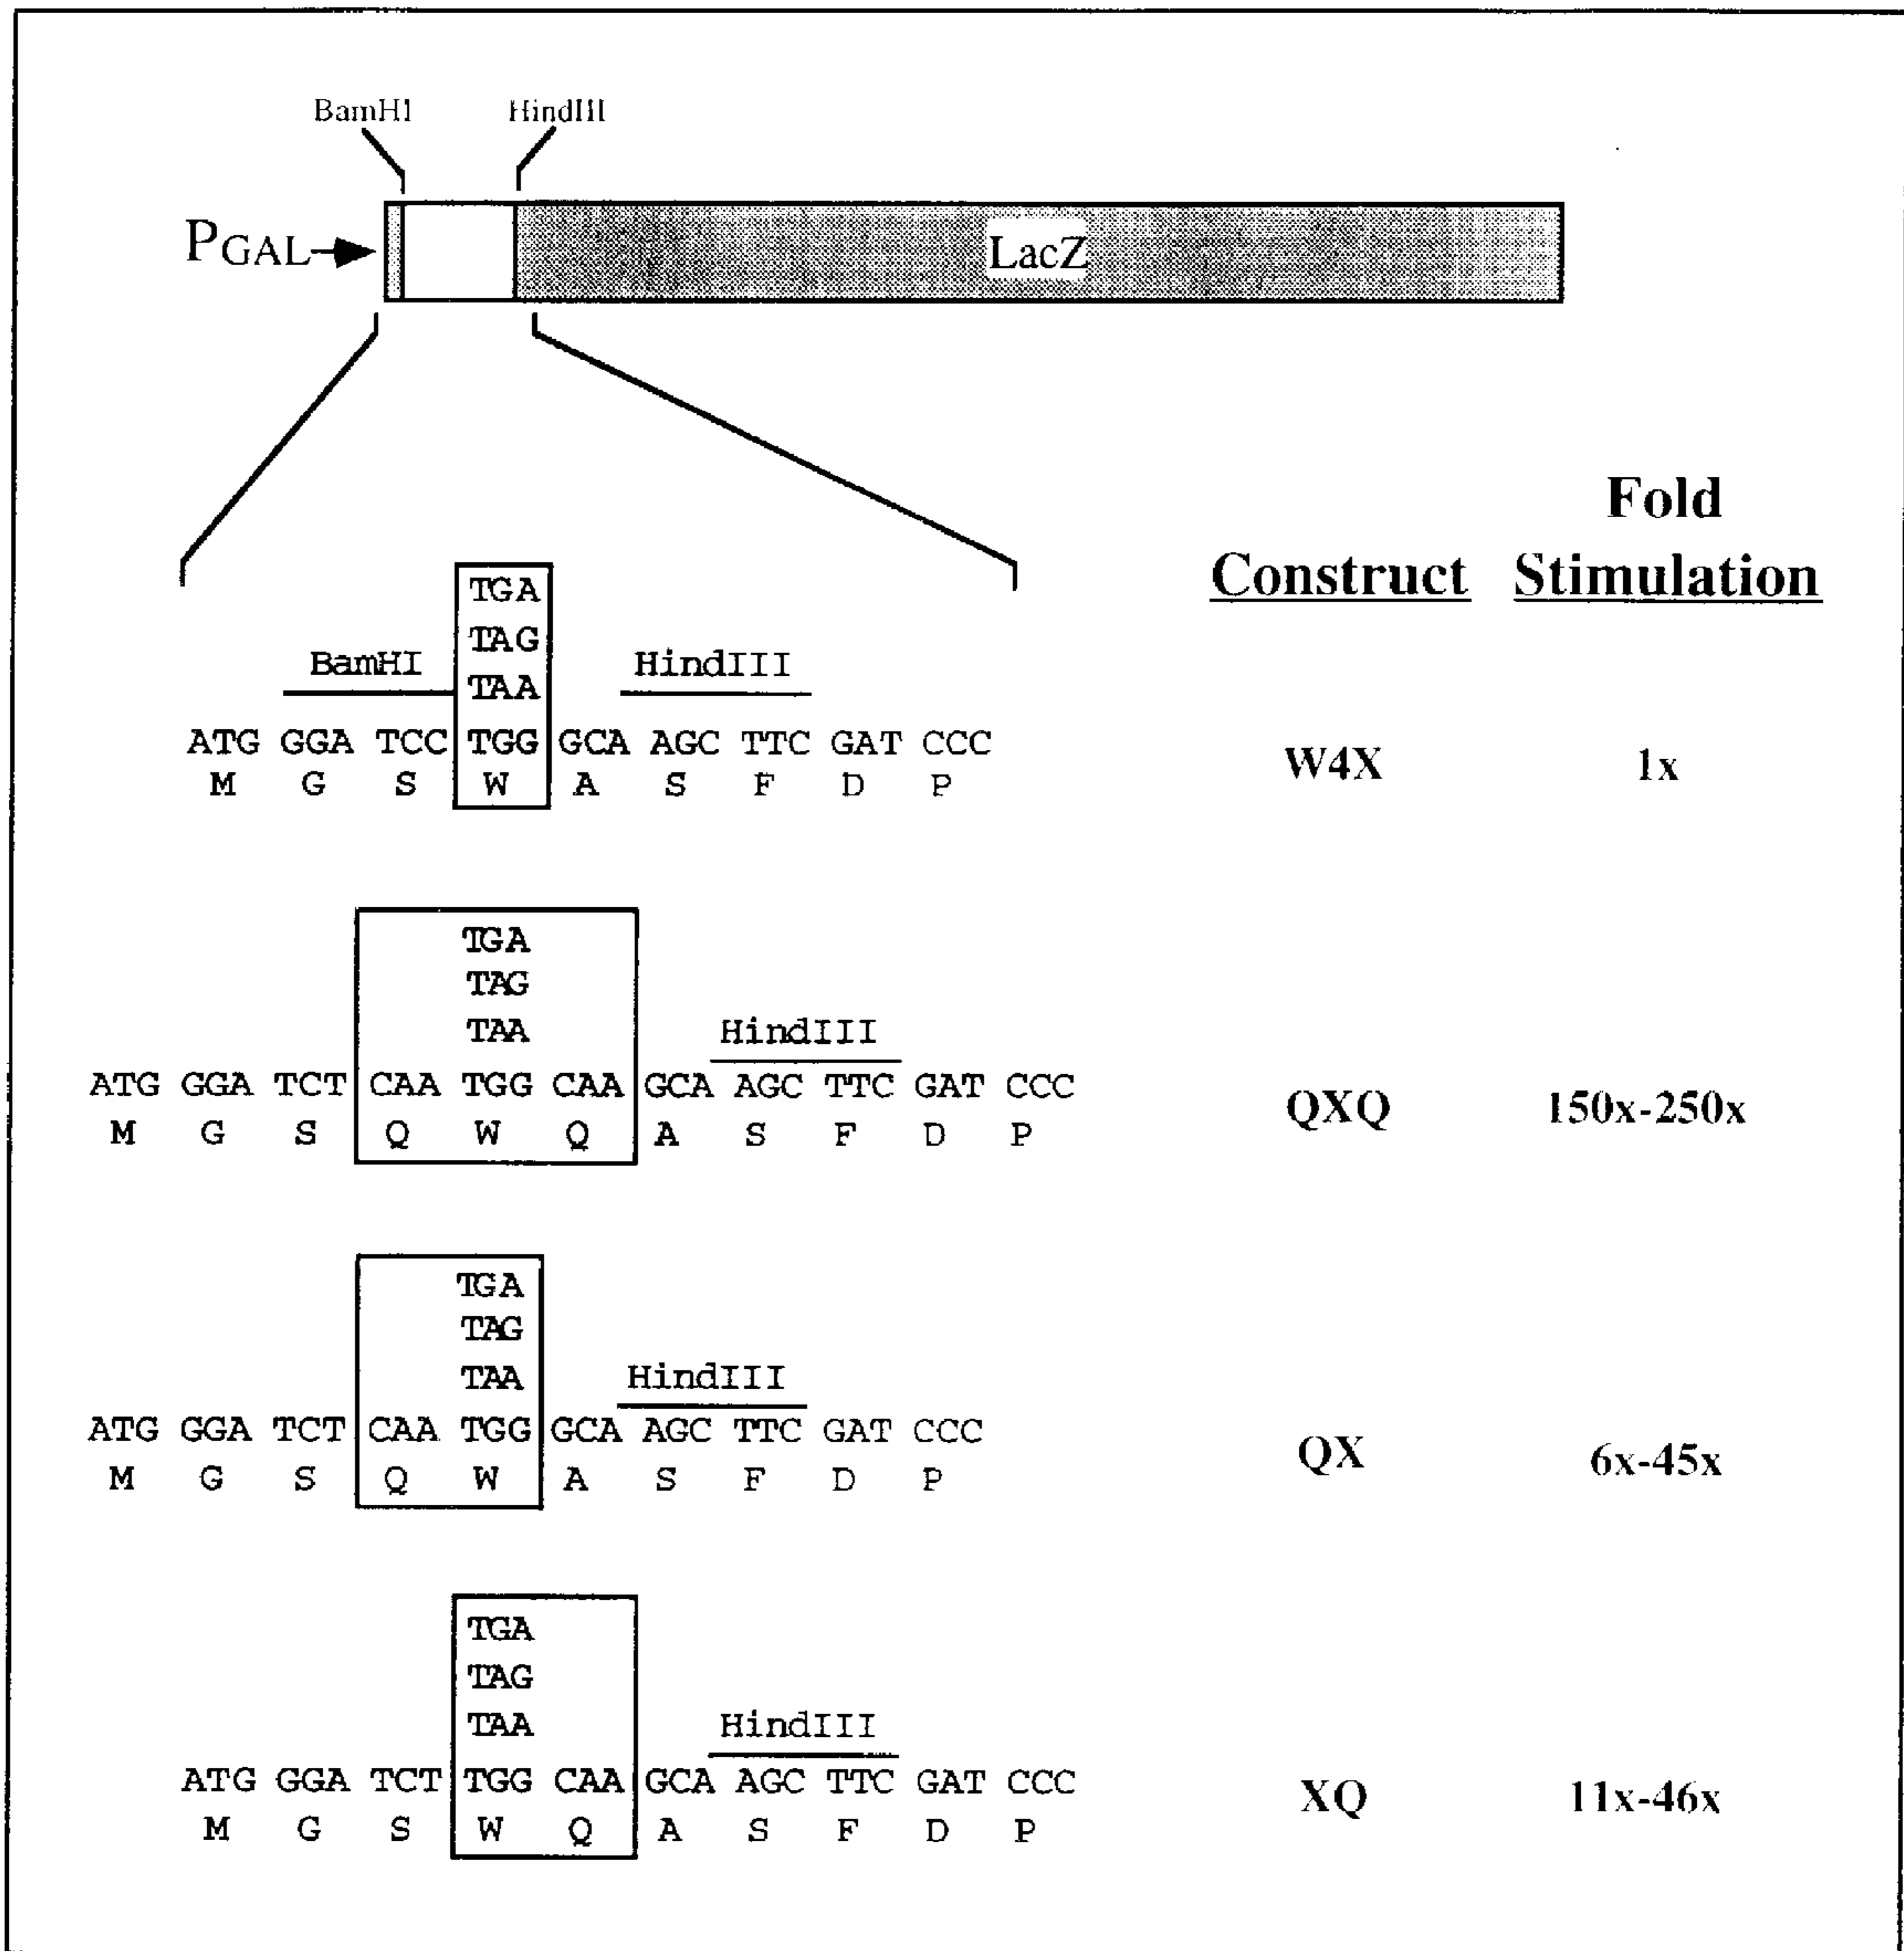 BamHI HindIII
PGAL LacZ
Fold
Construct Stimulation
TGA
TAG
BamHI TAA HindIII
ATG GGA TCC TGG GCA AGC TTC GAT CCC
M G S W A S F D P
W4X 1x
TGA
TAG
TAA HindIII
ATG GGA TCT CAA TGG CAA GCA AGC TTC GAT CCC
M G S Q W Q A S F D P
QXQ 150x-250x
TGA
TAG
TAA HindIII
ATG GGA TCT CAA TGG GCA AGC TTC GAT CCC
M G S Q W A S F D P
QX 6x-45x
TGA
TAG
TAA HindIII
ATG GGA TCT TGG CAA GCA AGC TTC GAT CCC
M G S W Q A S F D P
XQ 11x-46x